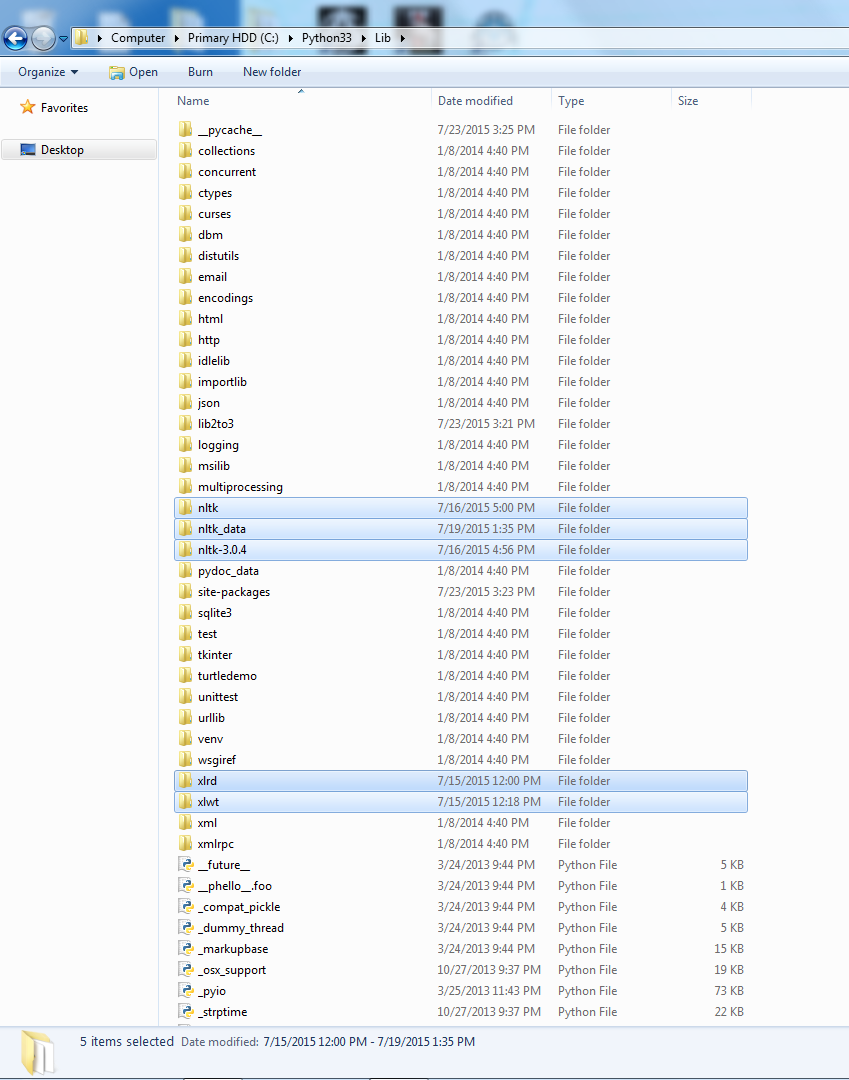 Computer Primary HDD (C:) Python33 Lib
Organize Open Burn New folder
Favorites
Desktop
Name Date modified Type Size
__pycache__ 7/23/2015 3:25 PM File folder
collections 1/8/2014 4:40 PM File folder
concurrent 1/8/2014 4:40 PM File folder
ctypes 1/8/2014 4:40 PM File folder
curses 1/8/2014 4:40 PM File folder
dbm 1/8/2014 4:40 PM File folder
distutils 1/8/2014 4:40 PM File folder
email 1/8/2014 4:40 PM File folder
encodings 1/8/2014 4:40 PM File folder
html 1/8/2014 4:40 PM File folder
http 1/8/2014 4:40 PM File folder
idlelib 1/8/2014 4:40 PM File folder
importlib 1/8/2014 4:40 PM File folder
json 1/8/2014 4:40 PM File folder
lib2to3 7/23/2015 3:21 PM File folder
logging 1/8/2014 4:40 PM File folder
msilib 1/8/2014 4:40 PM File folder
multiprocessing 1/8/2014 4:40 PM File folder
nltk 7/16/2015 5:00 PM File folder
nltk_data 7/19/2015 1:35 PM File folder
nltk-3.0.4 7/16/2015 4:56 PM File folder
pydoc_data 1/8/2014 4:40 PM File folder
site-packages 7/23/2015 3:23 PM File folder
sqlite3 1/8/2014 4:40 PM File folder
test 1/8/2014 4:40 PM File folder
tkinter 1/8/2014 4:40 PM File folder
turtledemo 1/8/2014 4:40 PM File folder
unittest 1/8/2014 4:40 PM File folder
urllib 1/8/2014 4:40 PM File folder
venv 1/8/2014 4:40 PM File folder
wsgiref 1/8/2014 4:40 PM File folder
xlrd 7/15/2015 12:00 PM File folder
xlwt 7/15/2015 12:18 PM File folder
xml 1/8/2014 4:40 PM File folder
xmlrpc 1/8/2014 4:40 PM File folder
__future__ 3/24/2013 9:44 PM Python File 5 KB
__phello__.foo 3/24/2013 9:44 PM Python File 1 KB
_compat_pickle 3/24/2013 9:44 PM Python File 4 KB
_dummy_thread 3/24/2013 9:44 PM Python File 5 KB
_markupbase 3/24/2013 9:44 PM Python File 15 KB
_osx_support 10/27/2013 9:37 PM Python File 19 KB
_pyio 3/25/2013 11:43 PM Python File 73 KB
_strptime 10/27/2013 9:37 PM Python File 22 KB
5 items selected Date modified: 7/15/2015 12:00 PM - 7/19/2015 1:35 PM